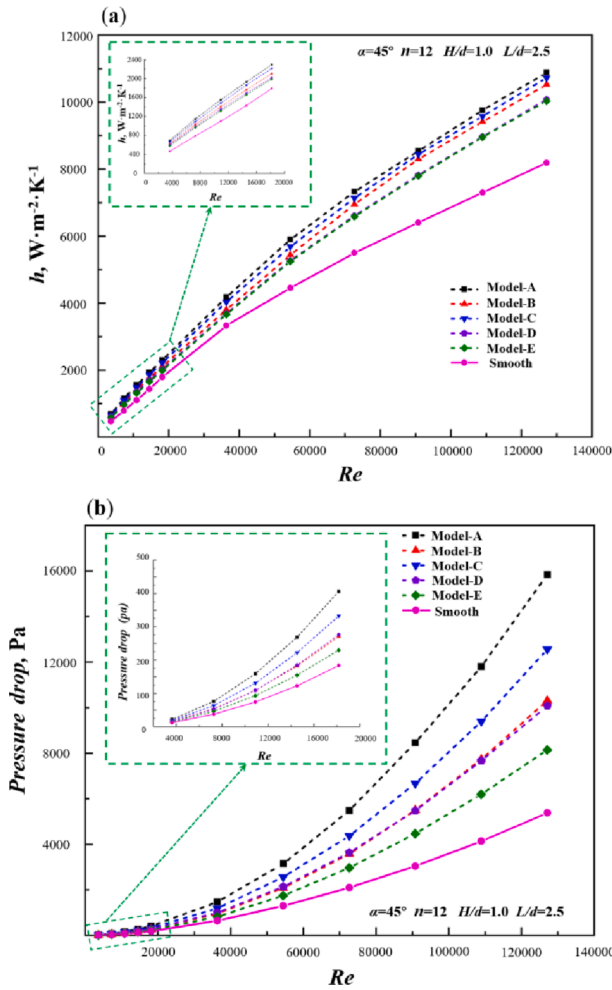 (a)
α=45° n=12 H/d=1.0 L/d=2.5
h, W·m⁻²·K⁻¹
12000
10000
8000
6000
4000
2000
h, W·m⁻²·K⁻¹
2400
2000
1600
1200
800
400
0
0 4000 8000 12000 16000 20000
Re
Model-A
Model-B
Model-C
Model-D
Model-E
Smooth
0 20000 40000 60000 80000 100000 120000 140000
Re
(b)
Pressure drop, Pa
16000
12000
8000
4000
Pressure drop (pa)
500
400
300
200
100
0
4000 8000 12000 16000 20000
Re
Model-A
Model-B
Model-C
Model-D
Model-E
Smooth
α=45° n=12 H/d=1.0 L/d=2.5
0 20000 40000 60000 80000 100000 120000 140000
Re